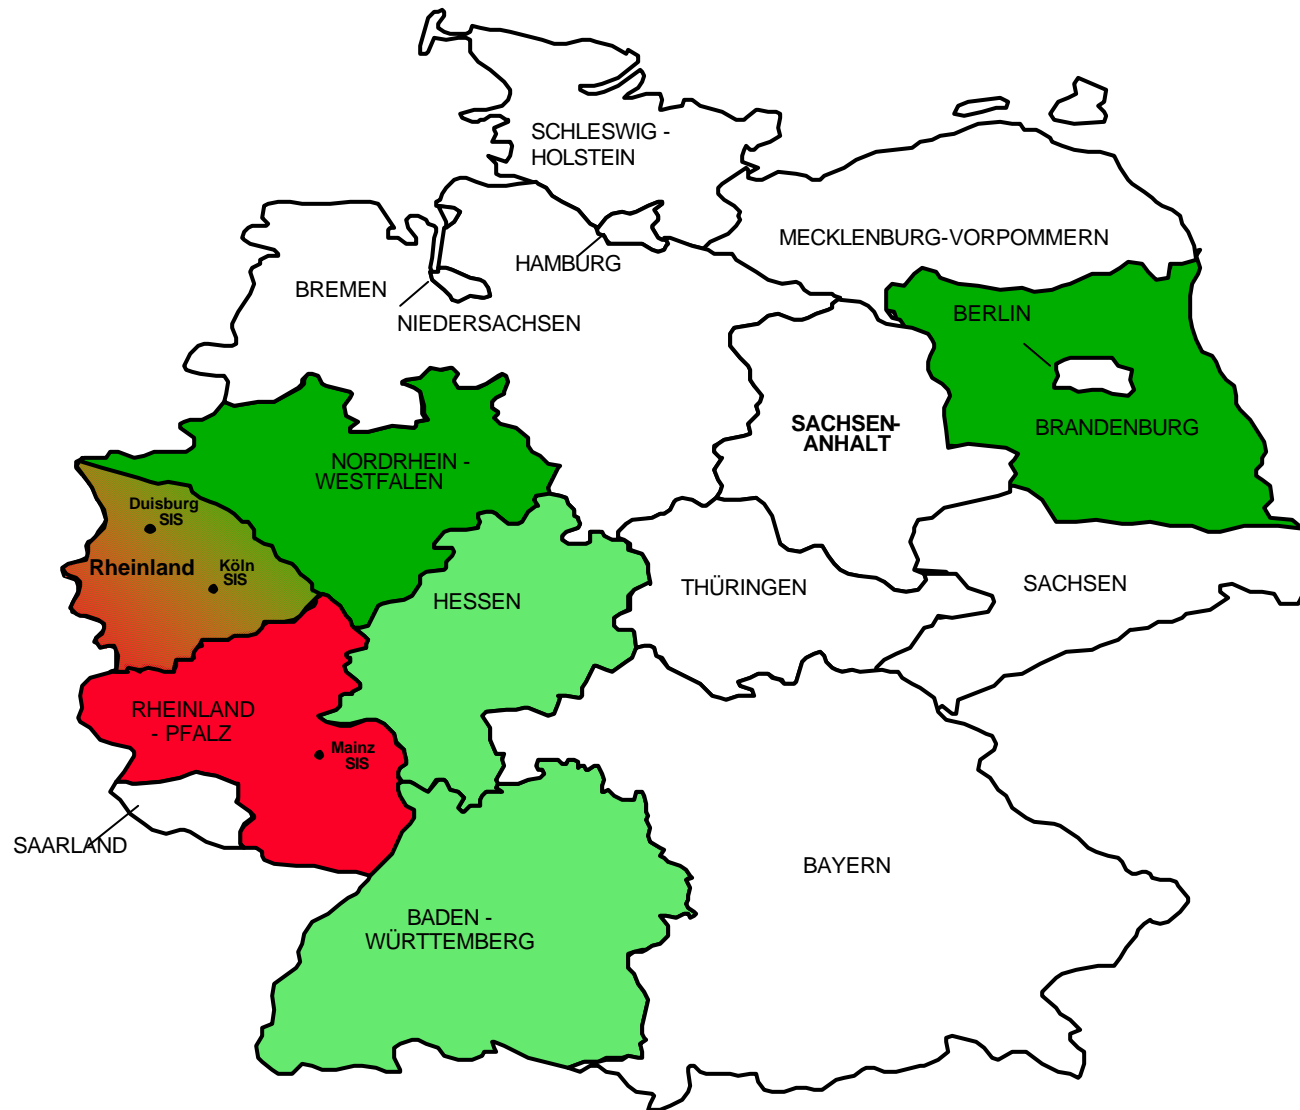 SCHLESWIG -
HOLSTEIN
MECKLENBURG-VORPOMMERN
HAMBURG
BREMEN
NIEDERSACHSEN
BERLIN
BRANDENBURG
SACHSEN-
ANHALT
NORDRHEIN -
WESTFALEN
Duisburg
SIS
Rheinland
Köln
SIS
HESSEN
THÜRINGEN
SACHSEN
RHEINLAND
- PFALZ
Mainz
SIS
SAARLAND
BAYERN
BADEN -
WÜRTTEMBERG